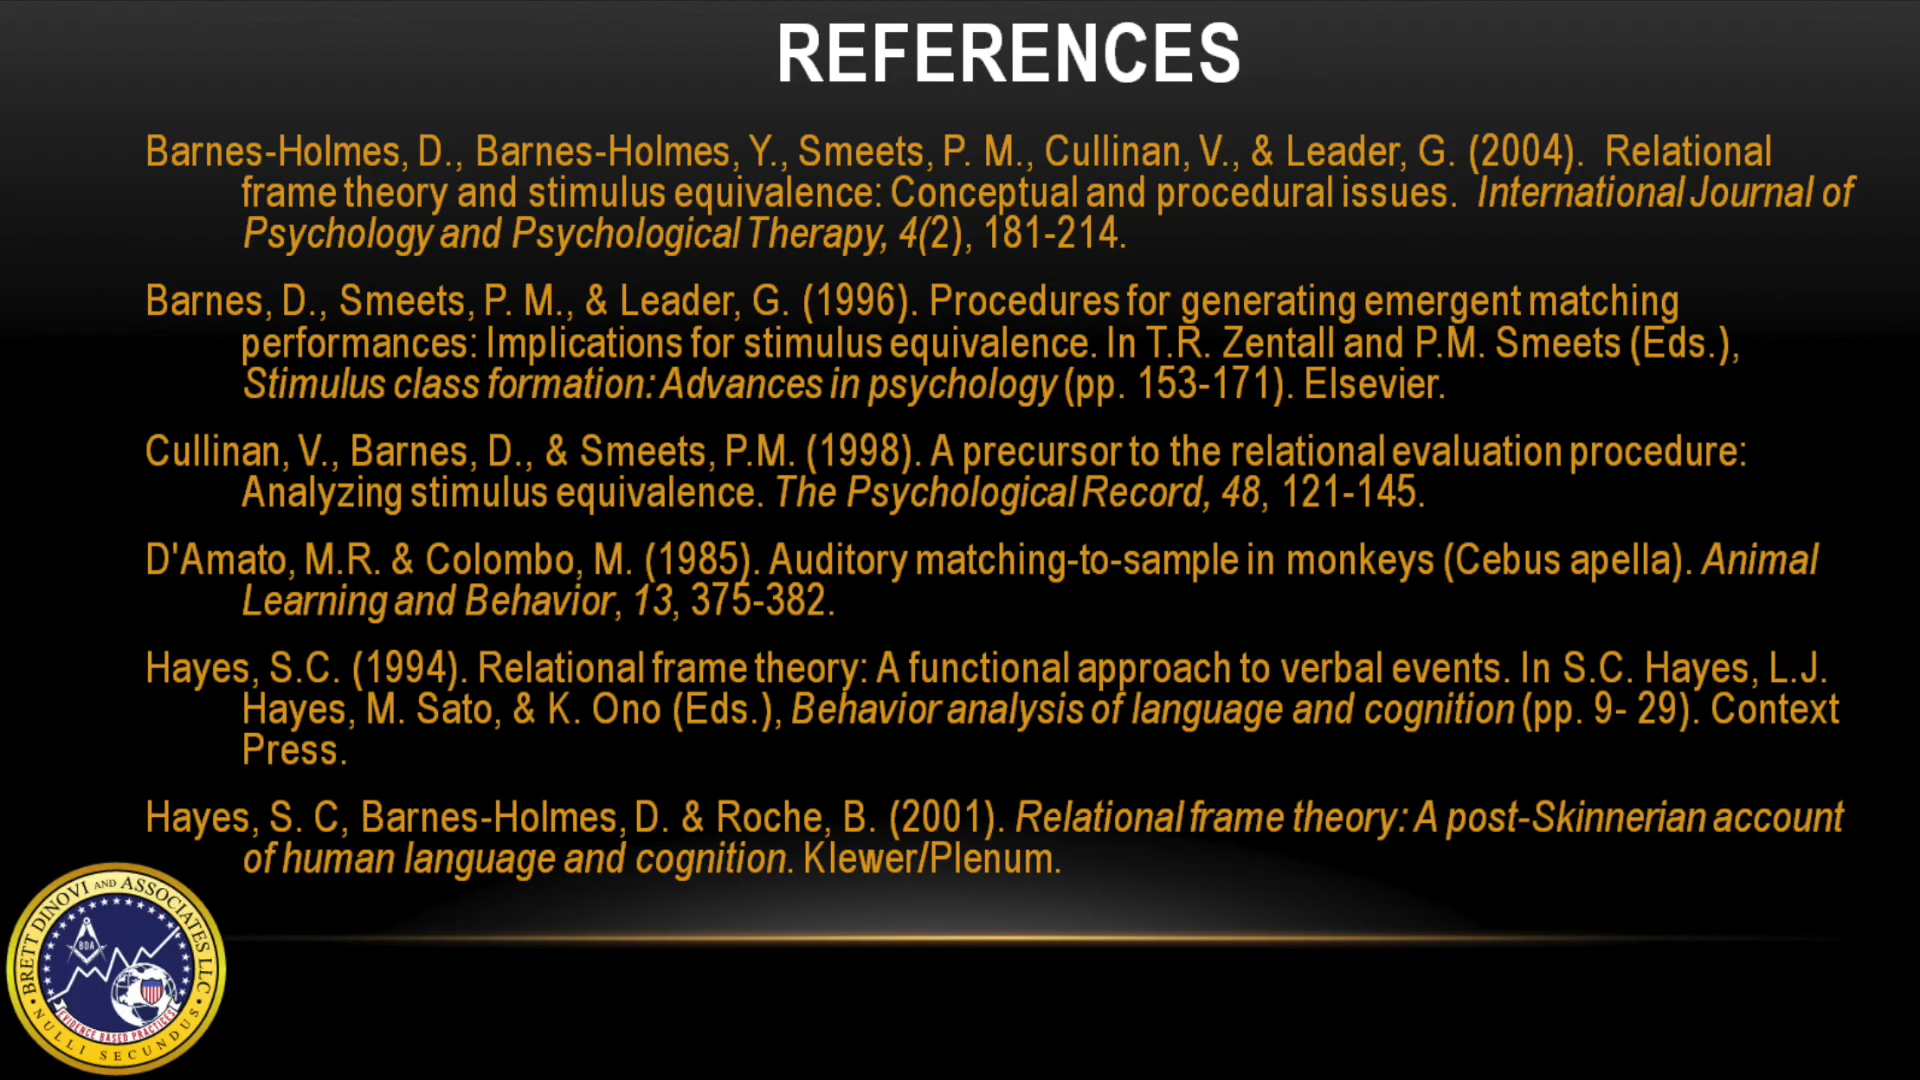 REFERENCES
Barnes-Holmes, D., Barnes-Holmes, Y., Smeets, P. M., Cullinan, V., & Leader, G. (2004). Relational
frame theory and stimulus equivalence: Conceptual and procedural issues. International Journal of
Psychology and Psychological Therapy, 4(2), 181-214.
Barnes, D., Smeets, P. M., & Leader, G. (1996). Procedures for generating emergent matching
performances: Implications for stimulus equivalence. In T.R. Zentall and P.M. Smeets (Eds.),
Stimulus class formation: Advances in psychology (pp. 153-171). Elsevier.
Cullinan, V., Barnes, D., & Smeets, P.M. (1998). A precursor to the relational evaluation procedure:
Analyzing stimulus equivalence. The Psychological Record, 48, 121-145.
D'Amato, M.R. & Colombo, M. (1985). Auditory matching-to-sample in monkeys (Cebus apella). Animal
Learning and Behavior, 13, 375-382.
Hayes, S.C. (1994). Relational frame theory: A functional approach to verbal events. In S.C. Hayes, L.J.
Hayes, M. Sato, & K. Ono (Eds.), Behavior analysis of language and cognition (pp. 9- 29). Context
Press.
Hayes, S. C, Barnes-Holmes, D. & Roche, B. (2001). Relational frame theory: A post-Skinnerian account
of human language and cognition. Klewer/Plenum.
BRETT DINOVI AND ASSOCIATES LLC
BDA
EVIDENCE BASED PRACTICES
NULLI SECUNDUS